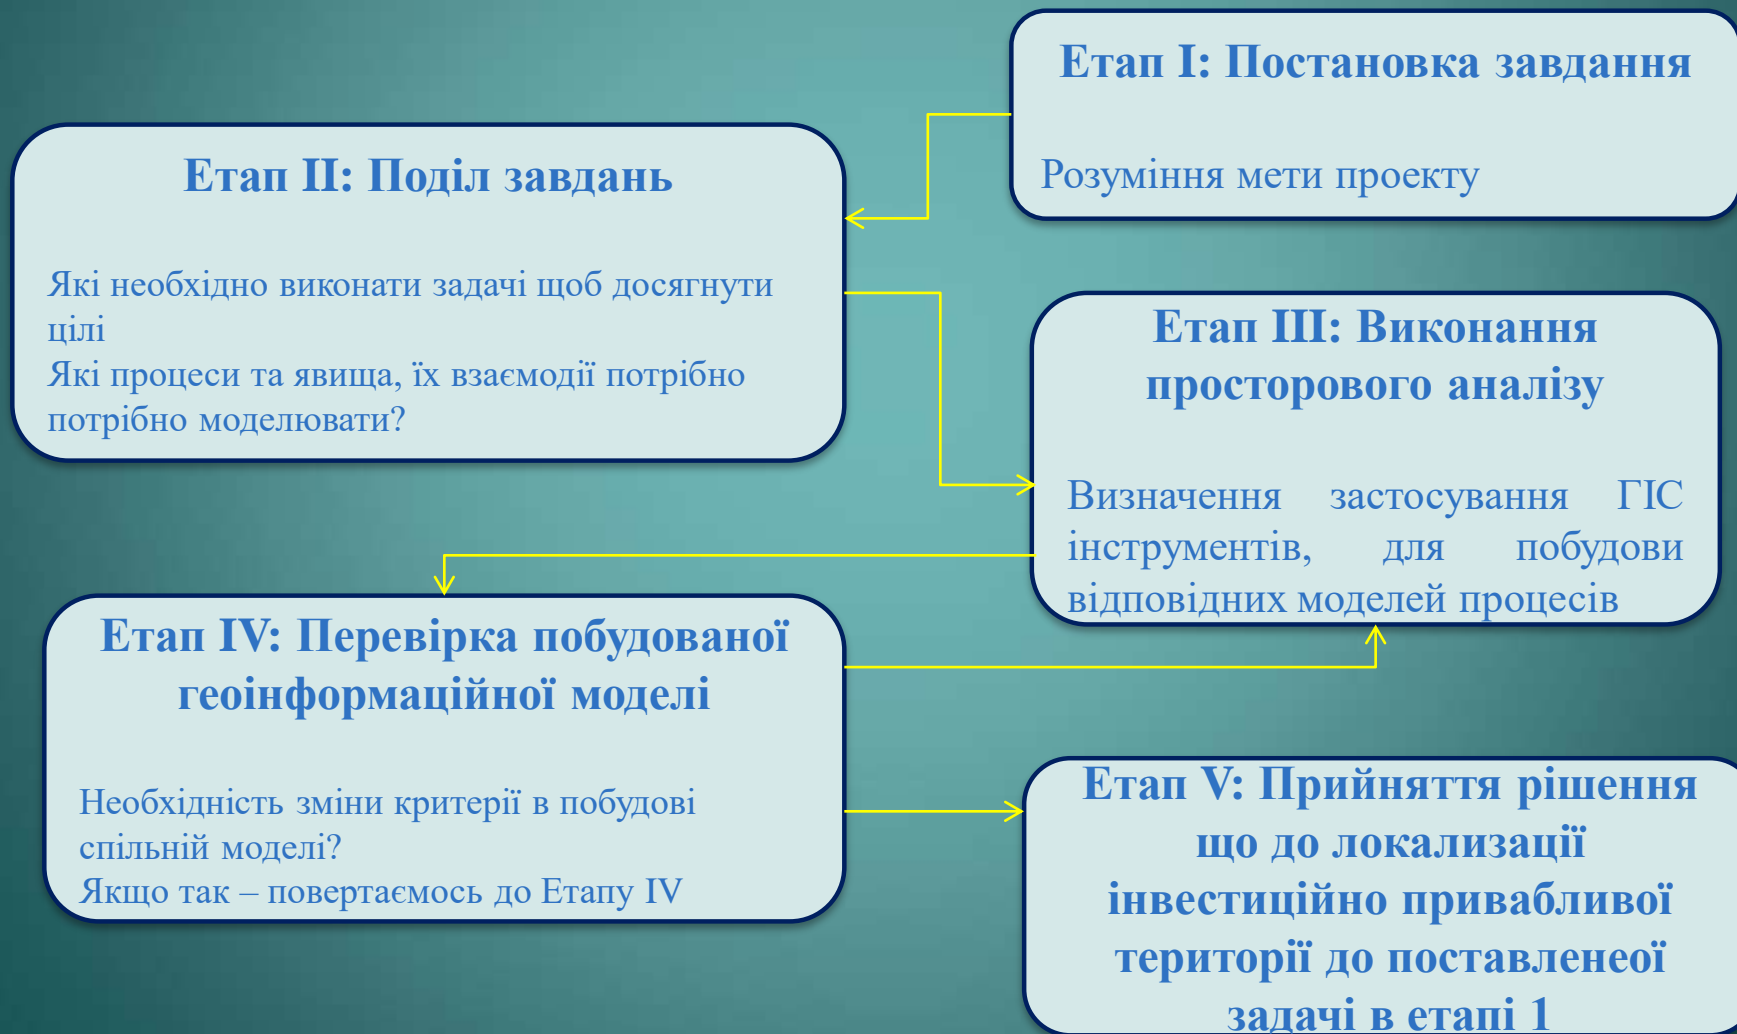 Етап I: Постановка завдання
Розуміння мети проекту
Етап II: Поділ завдань
Які необхідно виконати задачі щоб досягнути
цілі
Які процеси та явища, їх взаємодії потрібно
потрібно моделювати?
Етап III: Виконання
просторового аналізу
Визначення застосування ГІС
інструментів, для побудови
відповідних моделей процесів
Етап IV: Перевірка побудованої
геоінформаційної моделі
Необхідність зміни критерії в побудові
спільній моделі?
Якщо так – повертаємось до Етапу IV
Етап V: Прийняття рішення
що до локализації
інвестиційно привабливої
території до поставленеої
задачі в етапі 1